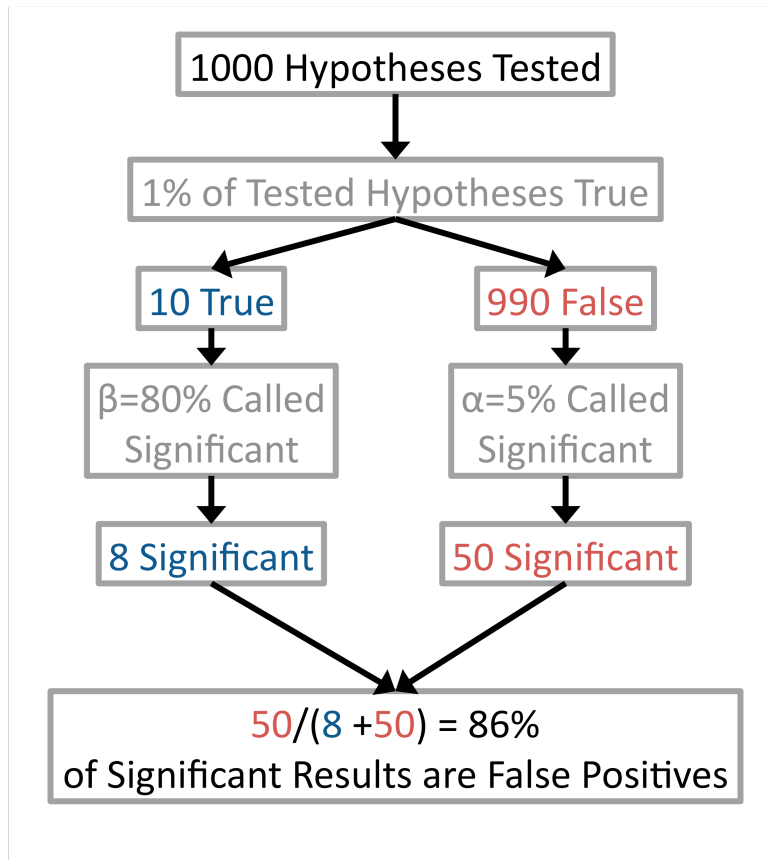 1000 Hypotheses Tested
1% of Tested Hypotheses True
10 True
990 False
β=80% Called
Significant
α=5% Called
Significant
8 Significant
50 Significant
50/(8 +50) = 86%
of Significant Results are False Positives